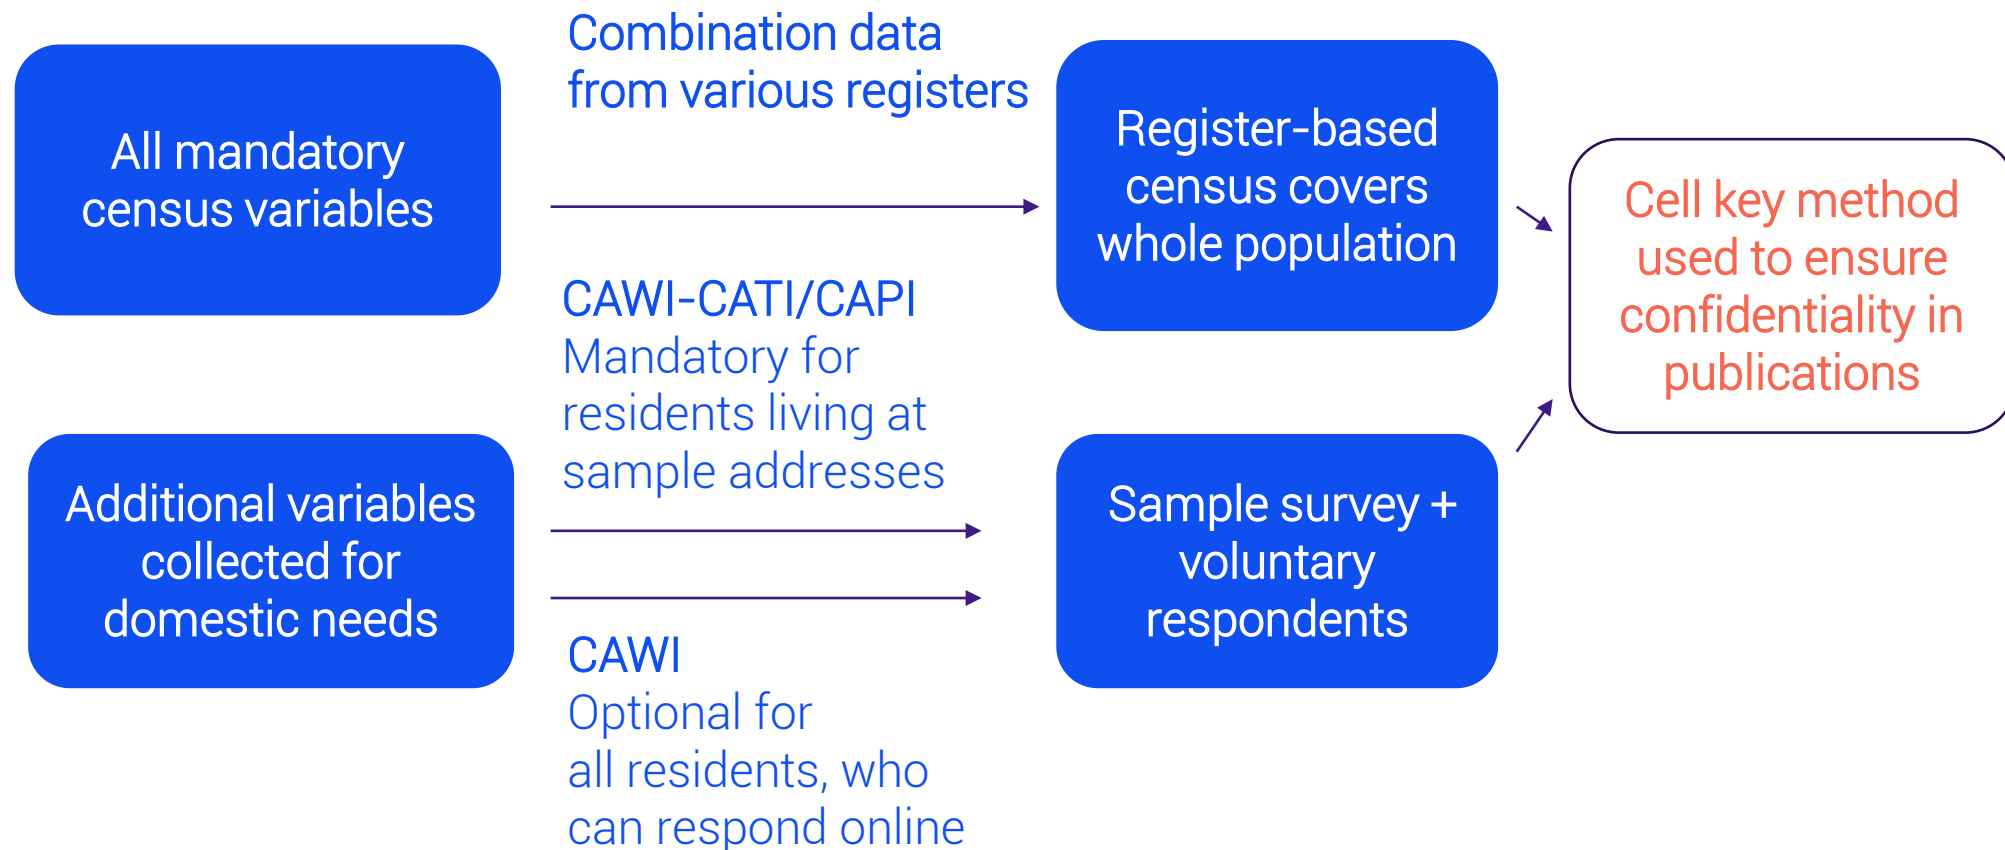 All mandatory
census variables
Combination data
from various registers
Register-based
census covers
whole population
Cell key method
used to ensure
confidentiality in
publications
CAWI-CATI/CAPI
Mandatory for
residents living at
sample addresses
Additional variables
collected for
domestic needs
Sample survey +
voluntary
respondents
CAWI
Optional for
all residents, who
can respond online